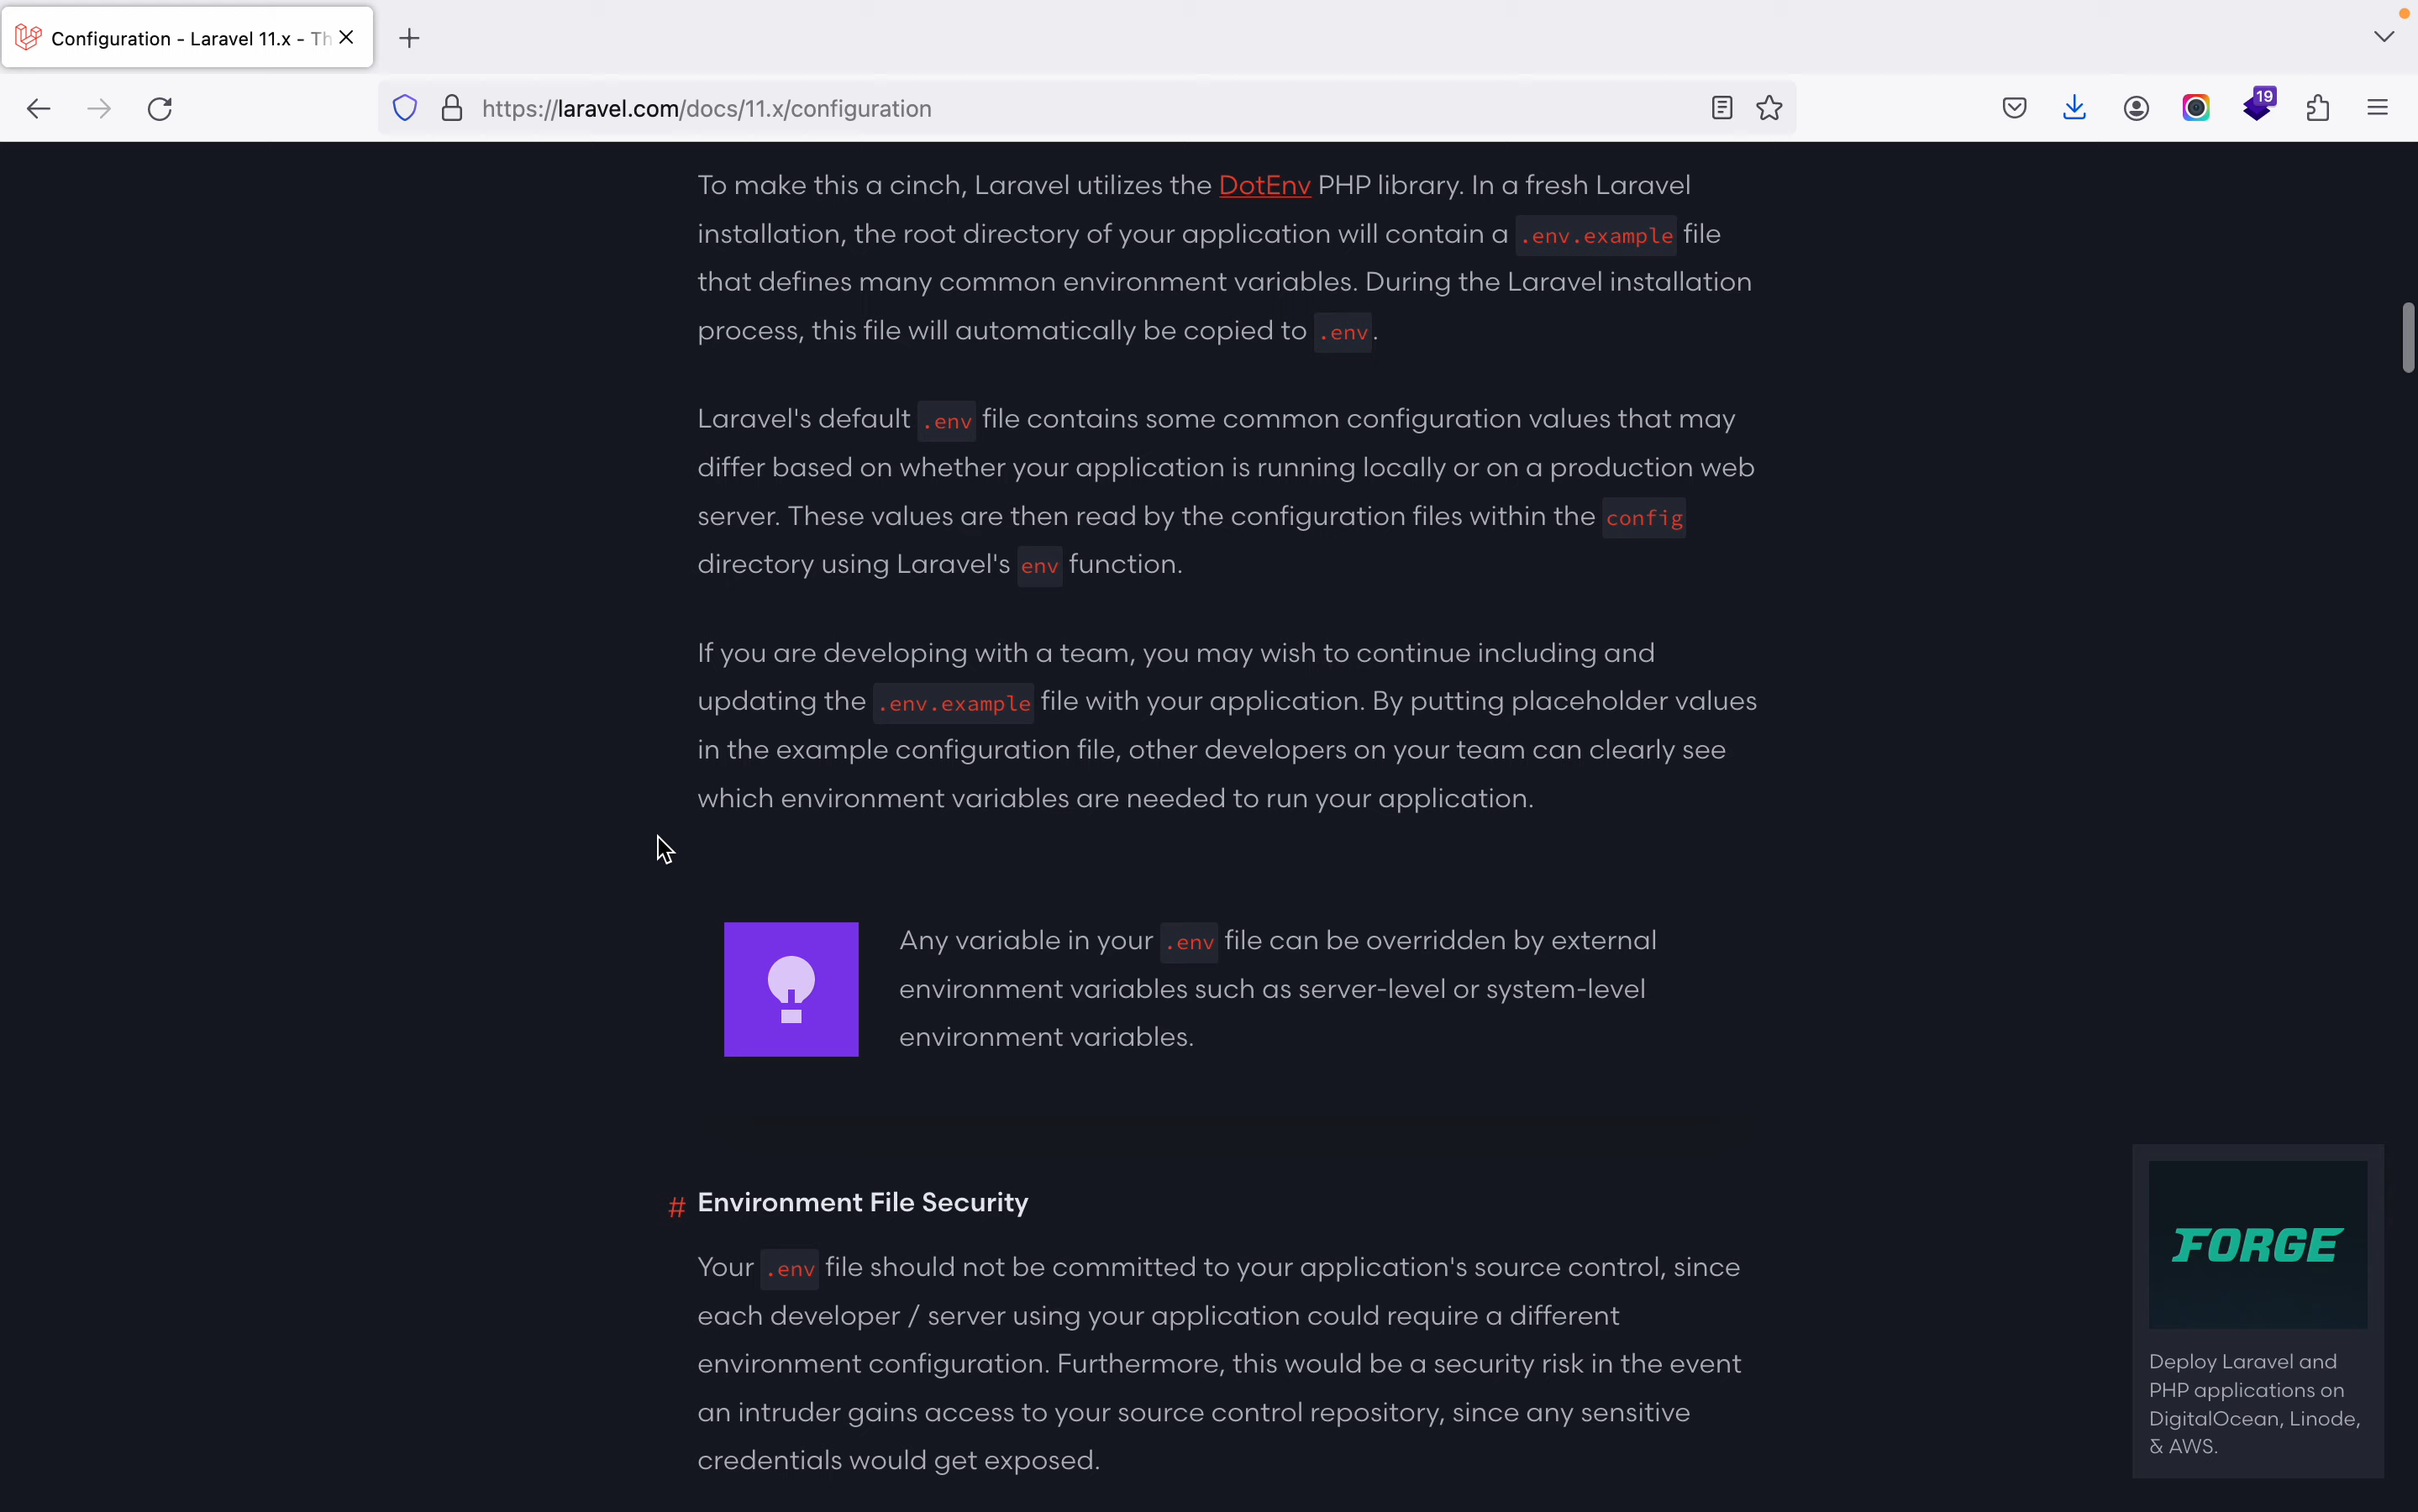 Configuration - Laravel 11.x - Th
https://laravel.com/docs/11.x/configuration
19
To make this a cinch, Laravel utilizes the DotEnv PHP library. In a fresh Laravel
installation, the root directory of your application will contain a .env.example file
that defines many common environment variables. During the Laravel installation
process, this file will automatically be copied to .env.
Laravel's default .env file contains some common configuration values that may
differ based on whether your application is running locally or on a production web
server. These values are then read by the configuration files within the config
directory using Laravel's env function.
If you are developing with a team, you may wish to continue including and
updating the .env.example file with your application. By putting placeholder values
in the example configuration file, other developers on your team can clearly see
which environment variables are needed to run your application.
Any variable in your .env file can be overridden by external
environment variables such as server-level or system-level
environment variables.
# Environment File Security
Your .env file should not be committed to your application's source control, since
each developer / server using your application could require a different
environment configuration. Furthermore, this would be a security risk in the event
an intruder gains access to your source control repository, since any sensitive
credentials would get exposed.
FORGE
Deploy Laravel and
PHP applications on
DigitalOcean, Linode,
& AWS.